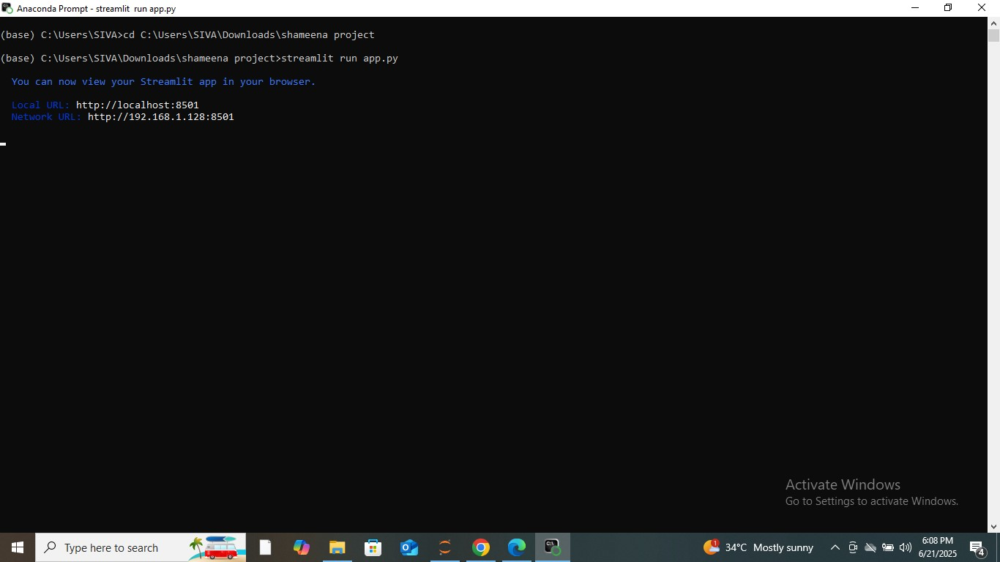 Anaconda Prompt - streamlit  run app.py
(base) C:\Users\SIVA>cd C:\Users\SIVA\Downloads\shameena project
(base) C:\Users\SIVA\Downloads\shameena project>streamlit run app.py
You can now view your Streamlit app in your browser.
Local URL: http://localhost:8501
Network URL: http://192.168.1.128:8501
Activate Windows
Go to Settings to activate Windows.
Type here to search
1
34°C Mostly sunny
6:08 PM
6/21/2025
4